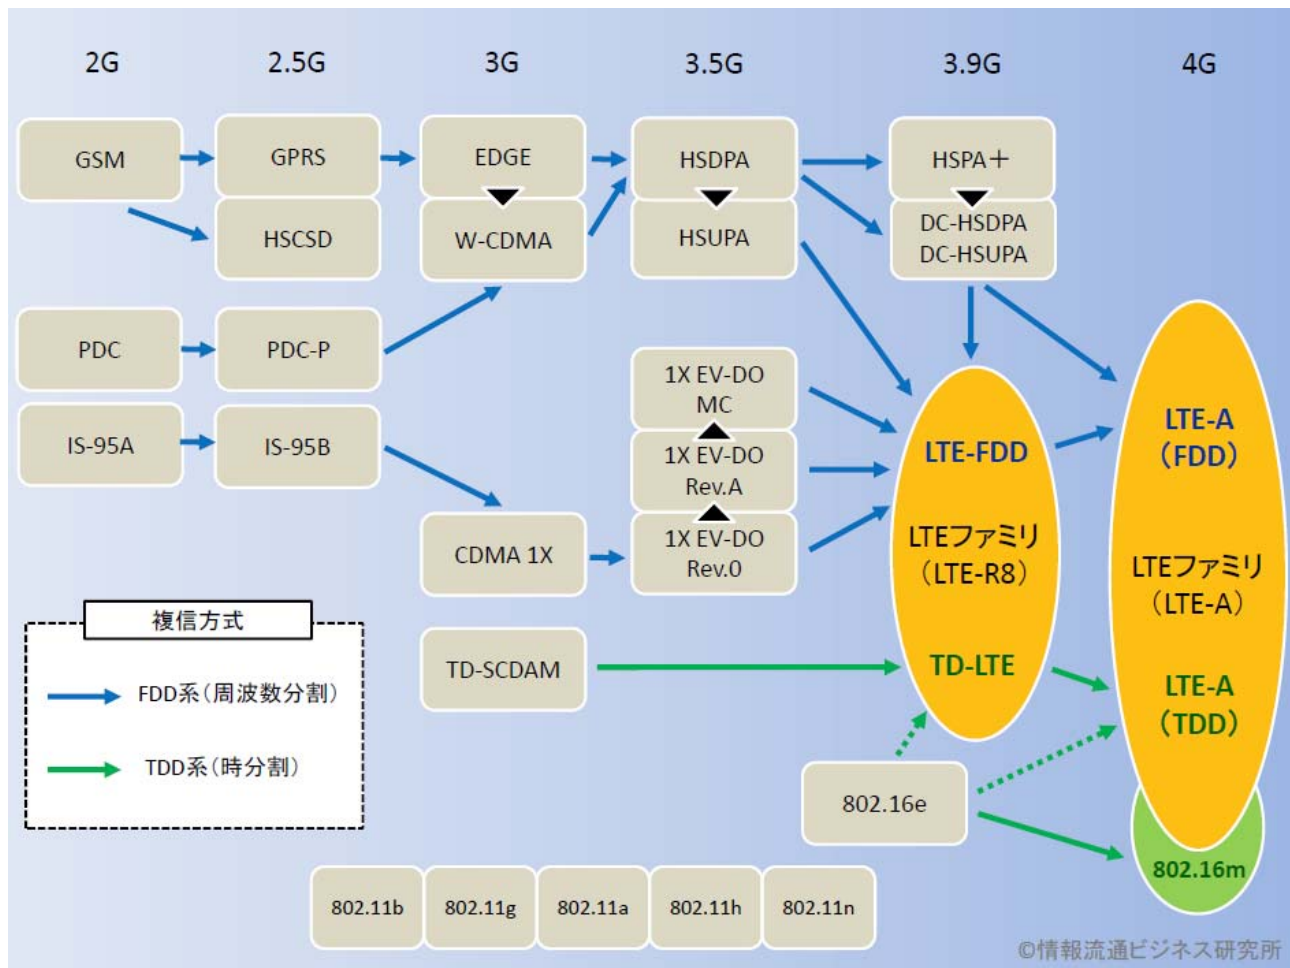 2G
2.5G
3G
3.5G
3.9G
4G
GSM
GPRS
EDGE
HSDPA
HSPA＋
HSCSD
W-CDMA
HSUPA
DC-HSDPA
DC-HSUPA
PDC
PDC-P
1X EV-DO
MC
IS-95A
IS-95B
1X EV-DO
Rev.A
CDMA 1X
1X EV-DO
Rev.0
TD-SCDAM
LTE-FDD
LTEファミリ
（LTE-R8）
TD-LTE
LTE-A
（FDD）
LTEファミリ
（LTE-A）
LTE-A
（TDD）
802.16e
802.16m
複信方式
FDD系（周波数分割）
TDD系（時分割）
802.11b
802.11g
802.11a
802.11h
802.11n
©情報流通ビジネス研究所